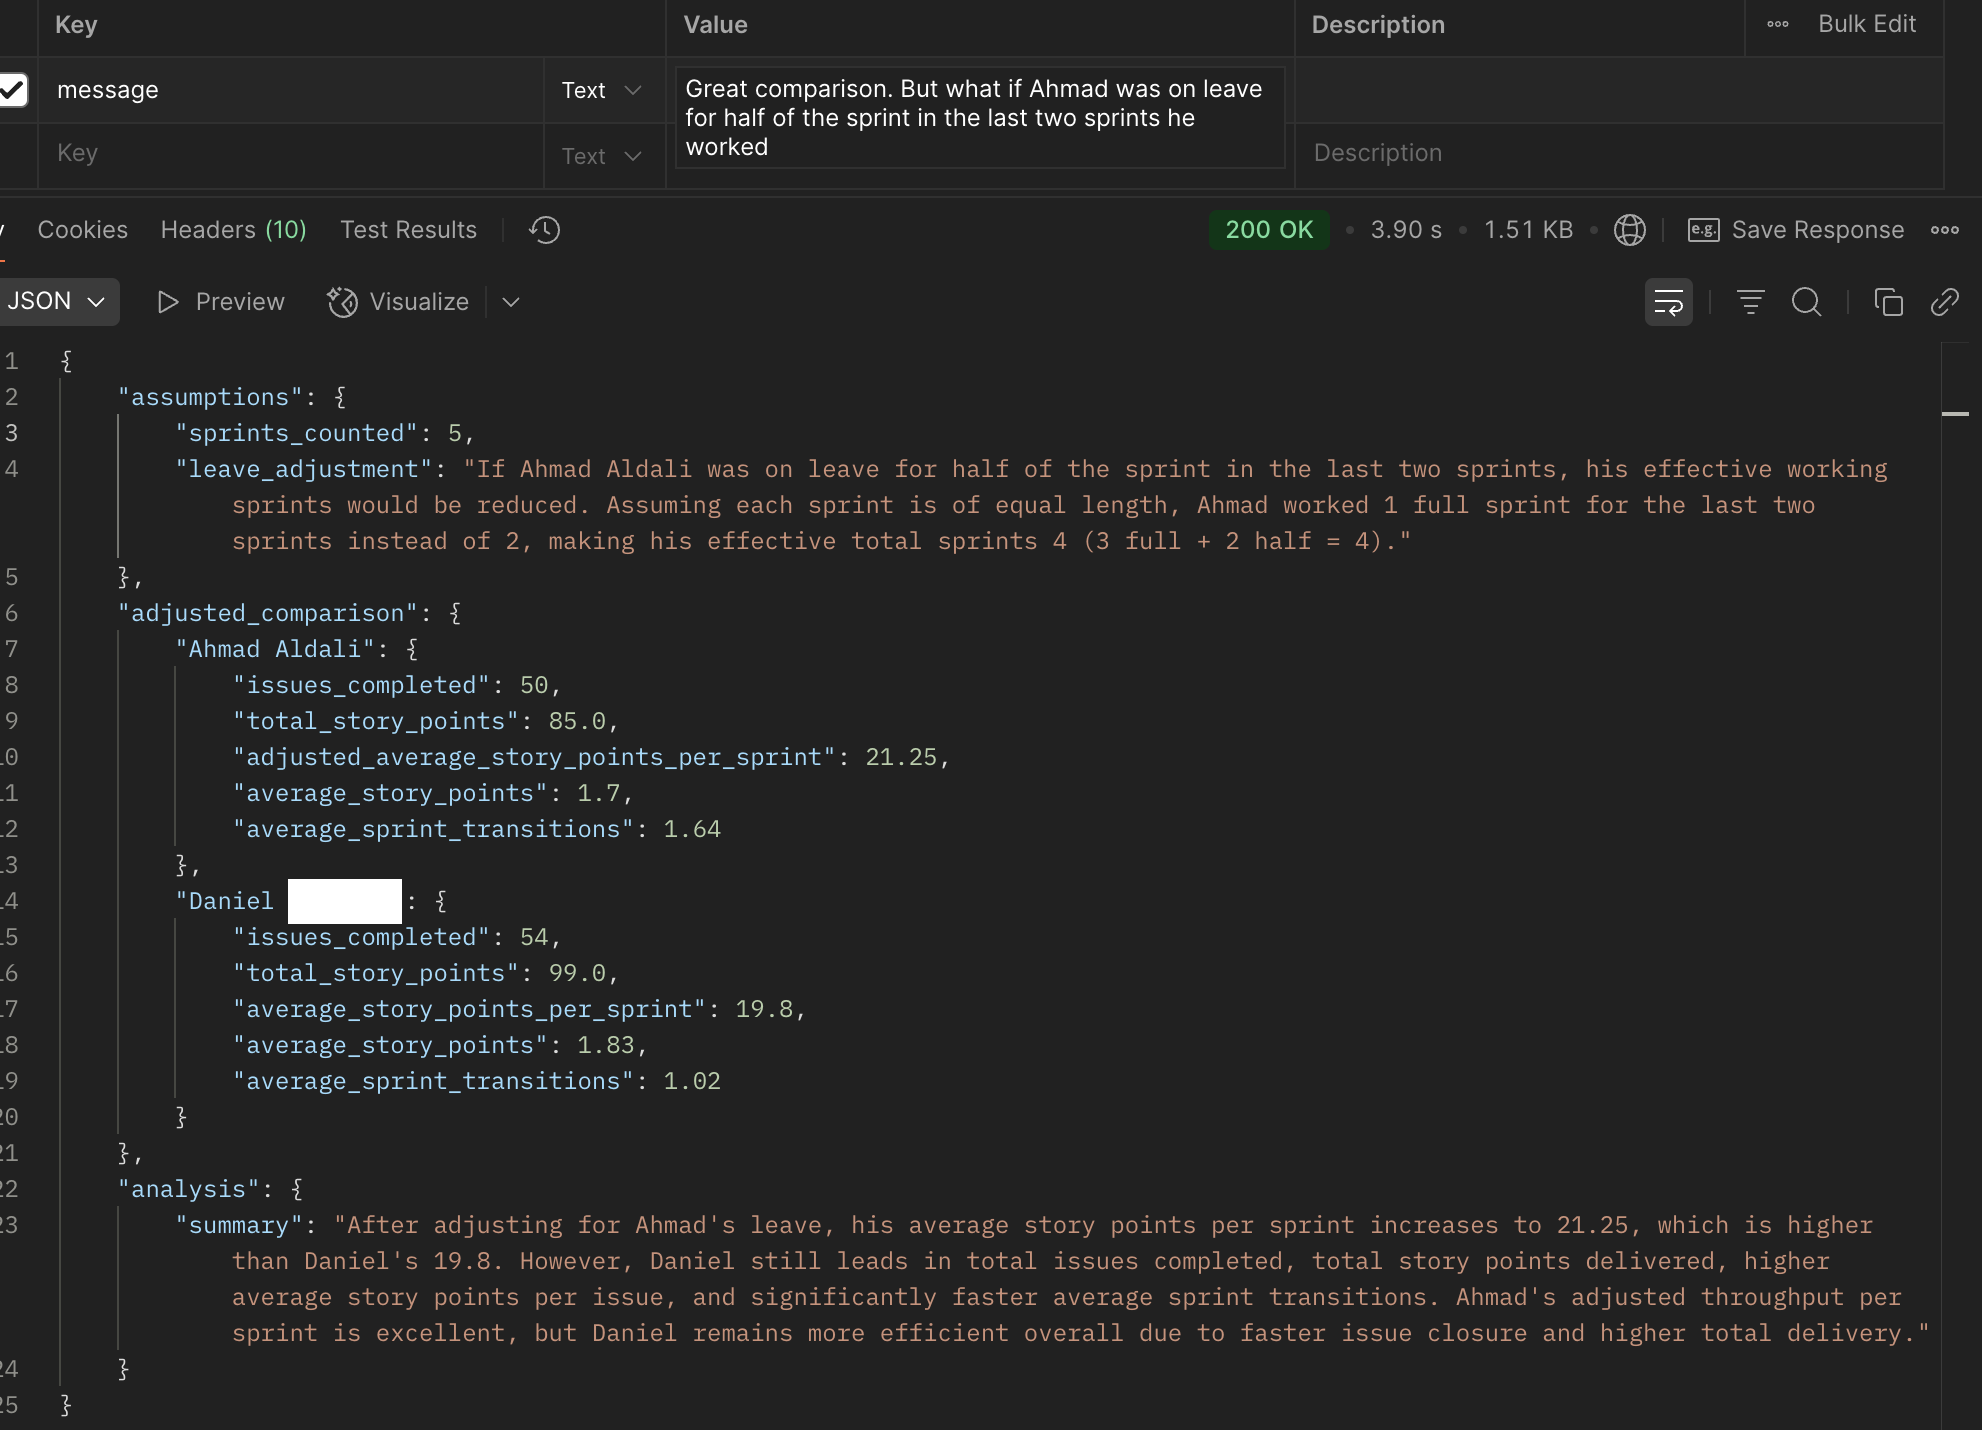 Key Value Description Bulk Edit
message Text Great comparison. But what if Ahmad was on leave
for half of the sprint in the last two sprints he
worked
Key Text Description
Cookies Headers (10) Test Results 200 OK • 3.90 s • 1.51 KB • e.g. Save Response
JSON Preview Visualize
1 {
2 "assumptions": {
3 "sprints_counted": 5,
4 "leave_adjustment": "If Ahmad Aldali was on leave for half of the sprint in the last two sprints, his effective working
sprints would be reduced. Assuming each sprint is of equal length, Ahmad worked 1 full sprint for the last two
sprints instead of 2, making his effective total sprints 4 (3 full + 2 half = 4)."
5 },
6 "adjusted_comparison": {
7 "Ahmad Aldali": {
8 "issues_completed": 50,
9 "total_story_points": 85.0,
10 "adjusted_average_story_points_per_sprint": 21.25,
11 "average_story_points": 1.7,
12 "average_sprint_transitions": 1.64
13 },
14 "Daniel : {
15 "issues_completed": 54,
16 "total_story_points": 99.0,
17 "average_story_points_per_sprint": 19.8,
18 "average_story_points": 1.83,
19 "average_sprint_transitions": 1.02
20 }
21 },
22 "analysis": {
23 "summary": "After adjusting for Ahmad's leave, his average story points per sprint increases to 21.25, which is higher
than Daniel's 19.8. However, Daniel still leads in total issues completed, total story points delivered, higher
average story points per issue, and significantly faster average sprint transitions. Ahmad's adjusted throughput per
sprint is excellent, but Daniel remains more efficient overall due to faster issue closure and higher total delivery."
24 }
25 }